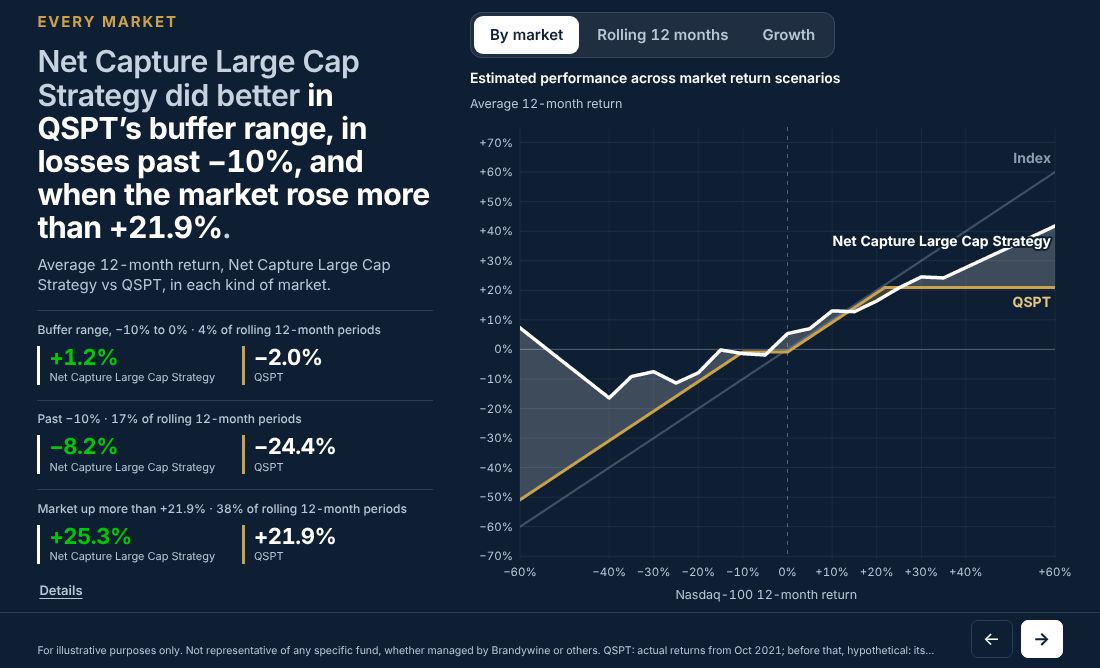 EVERY MARKET
Net Capture Large Cap
Strategy did better in
QSPT’s buffer range, in
losses past −10%, and
when the market rose more
than +21.9%.
Average 12-month return, Net Capture Large Cap
Strategy vs QSPT, in each kind of market.
Buffer range, −10% to 0% · 4% of rolling 12-month periods
+1.2%
Net Capture Large Cap Strategy
−2.0%
QSPT
Past −10% · 17% of rolling 12-month periods
−8.2%
Net Capture Large Cap Strategy
−24.4%
QSPT
Market up more than +21.9% · 38% of rolling 12-month periods
+25.3%
Net Capture Large Cap Strategy
+21.9%
QSPT
Details
By market
Rolling 12 months
Growth
Estimated performance across market return scenarios
Average 12-month return
+70%
+60%
+50%
+40%
+30%
+20%
+10%
0%
−10%
−20%
−30%
−40%
−50%
−60%
−70%
Index
Net Capture Large Cap Strategy
QSPT
−60% −40% −30% −20% −10% 0% +10% +20% +30% +40% +60%
Nasdaq-100 12-month return
For illustrative purposes only. Not representative of any specific fund, whether managed by Brandywine or others. QSPT: actual returns from Oct 2021; before that, hypothetical: its…
← →